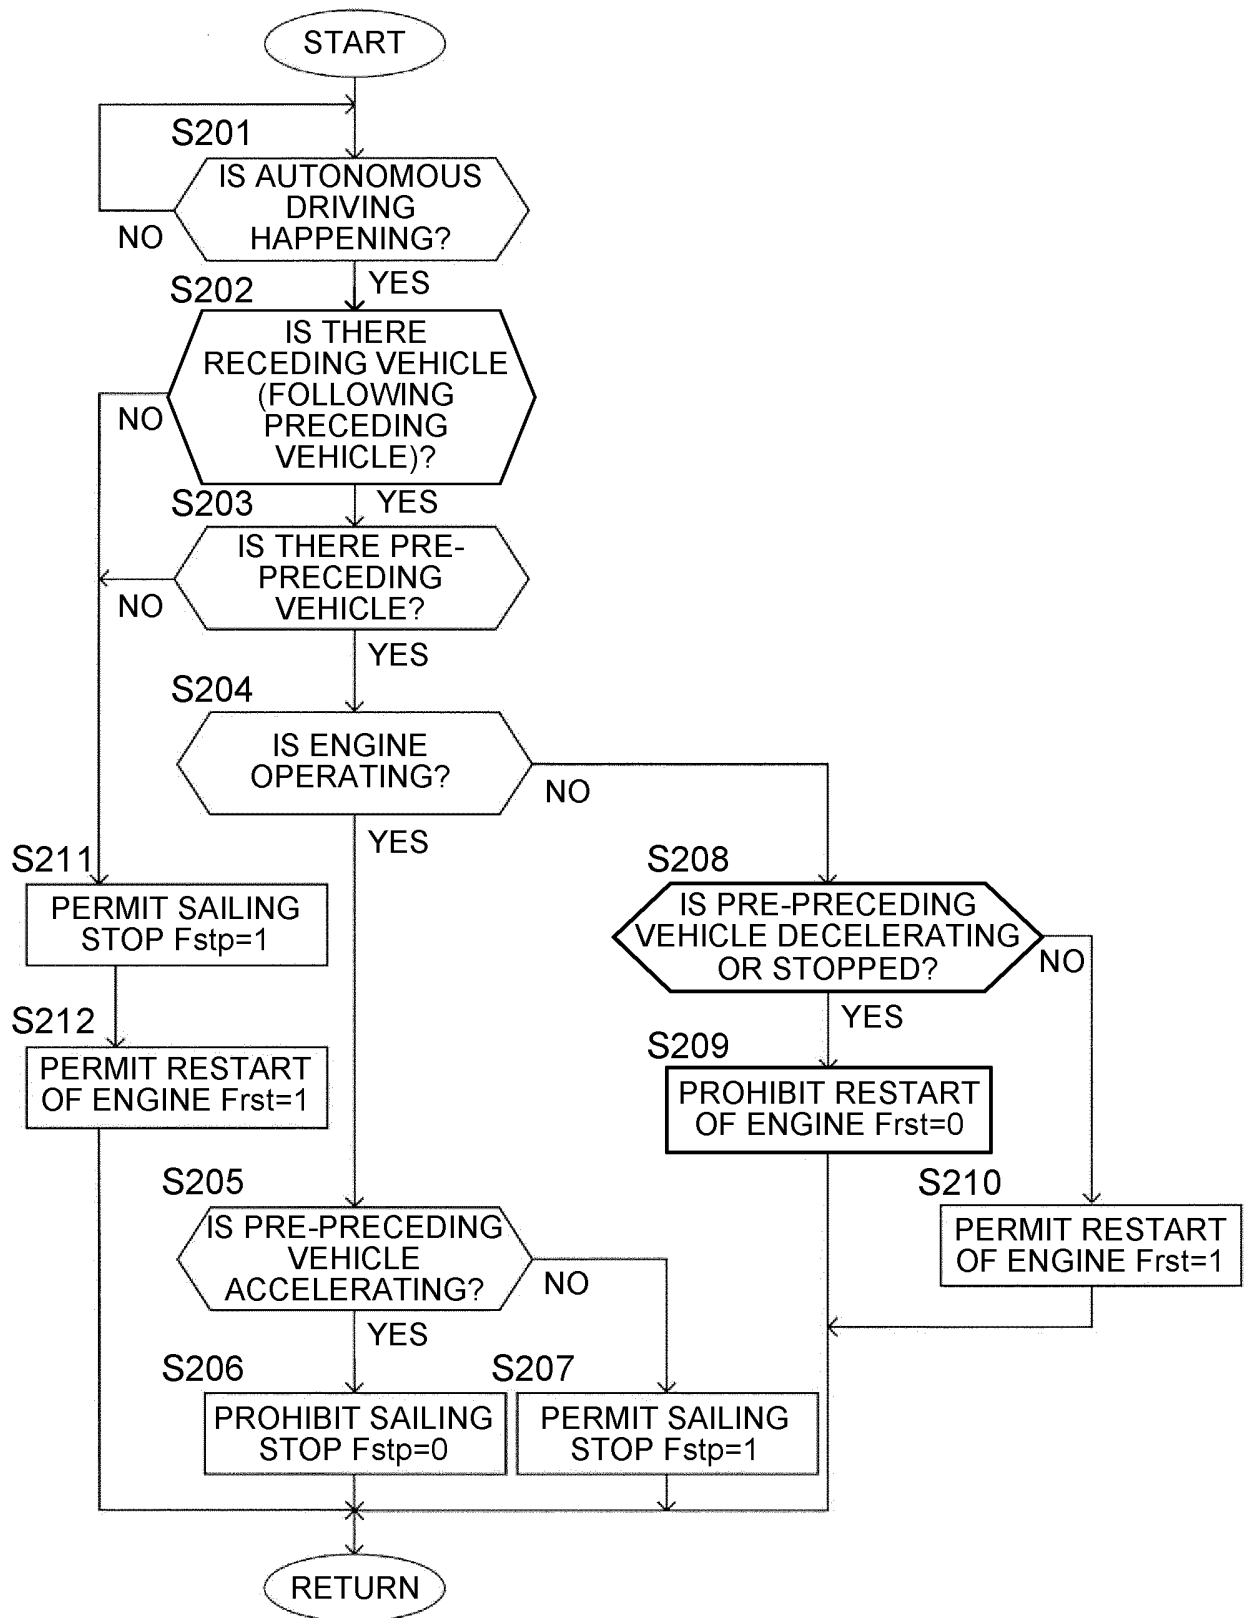 START
S201
IS AUTONOMOUS
DRIVING
HAPPENING?
NO
YES
S202
IS THERE
RECEDING VEHICLE
(FOLLOWING
PRECEDING
VEHICLE)?
NO
YES
S203
IS THERE PRE-
PRECEDING
VEHICLE?
NO
YES
S204
IS ENGINE
OPERATING?
NO
YES
S211
PERMIT SAILING
STOP Fstp=1
S212
PERMIT RESTART
OF ENGINE Frst=1
S208
IS PRE-PRECEDING
VEHICLE DECELERATING
OR STOPPED?
NO
YES
S209
PROHIBIT RESTART
OF ENGINE Frst=0
S210
PERMIT RESTART
OF ENGINE Frst=1
S205
IS PRE-PRECEDING
VEHICLE
ACCELERATING?
NO
YES
S206
PROHIBIT SAILING
STOP Fstp=0
S207
PERMIT SAILING
STOP Fstp=1
RETURN